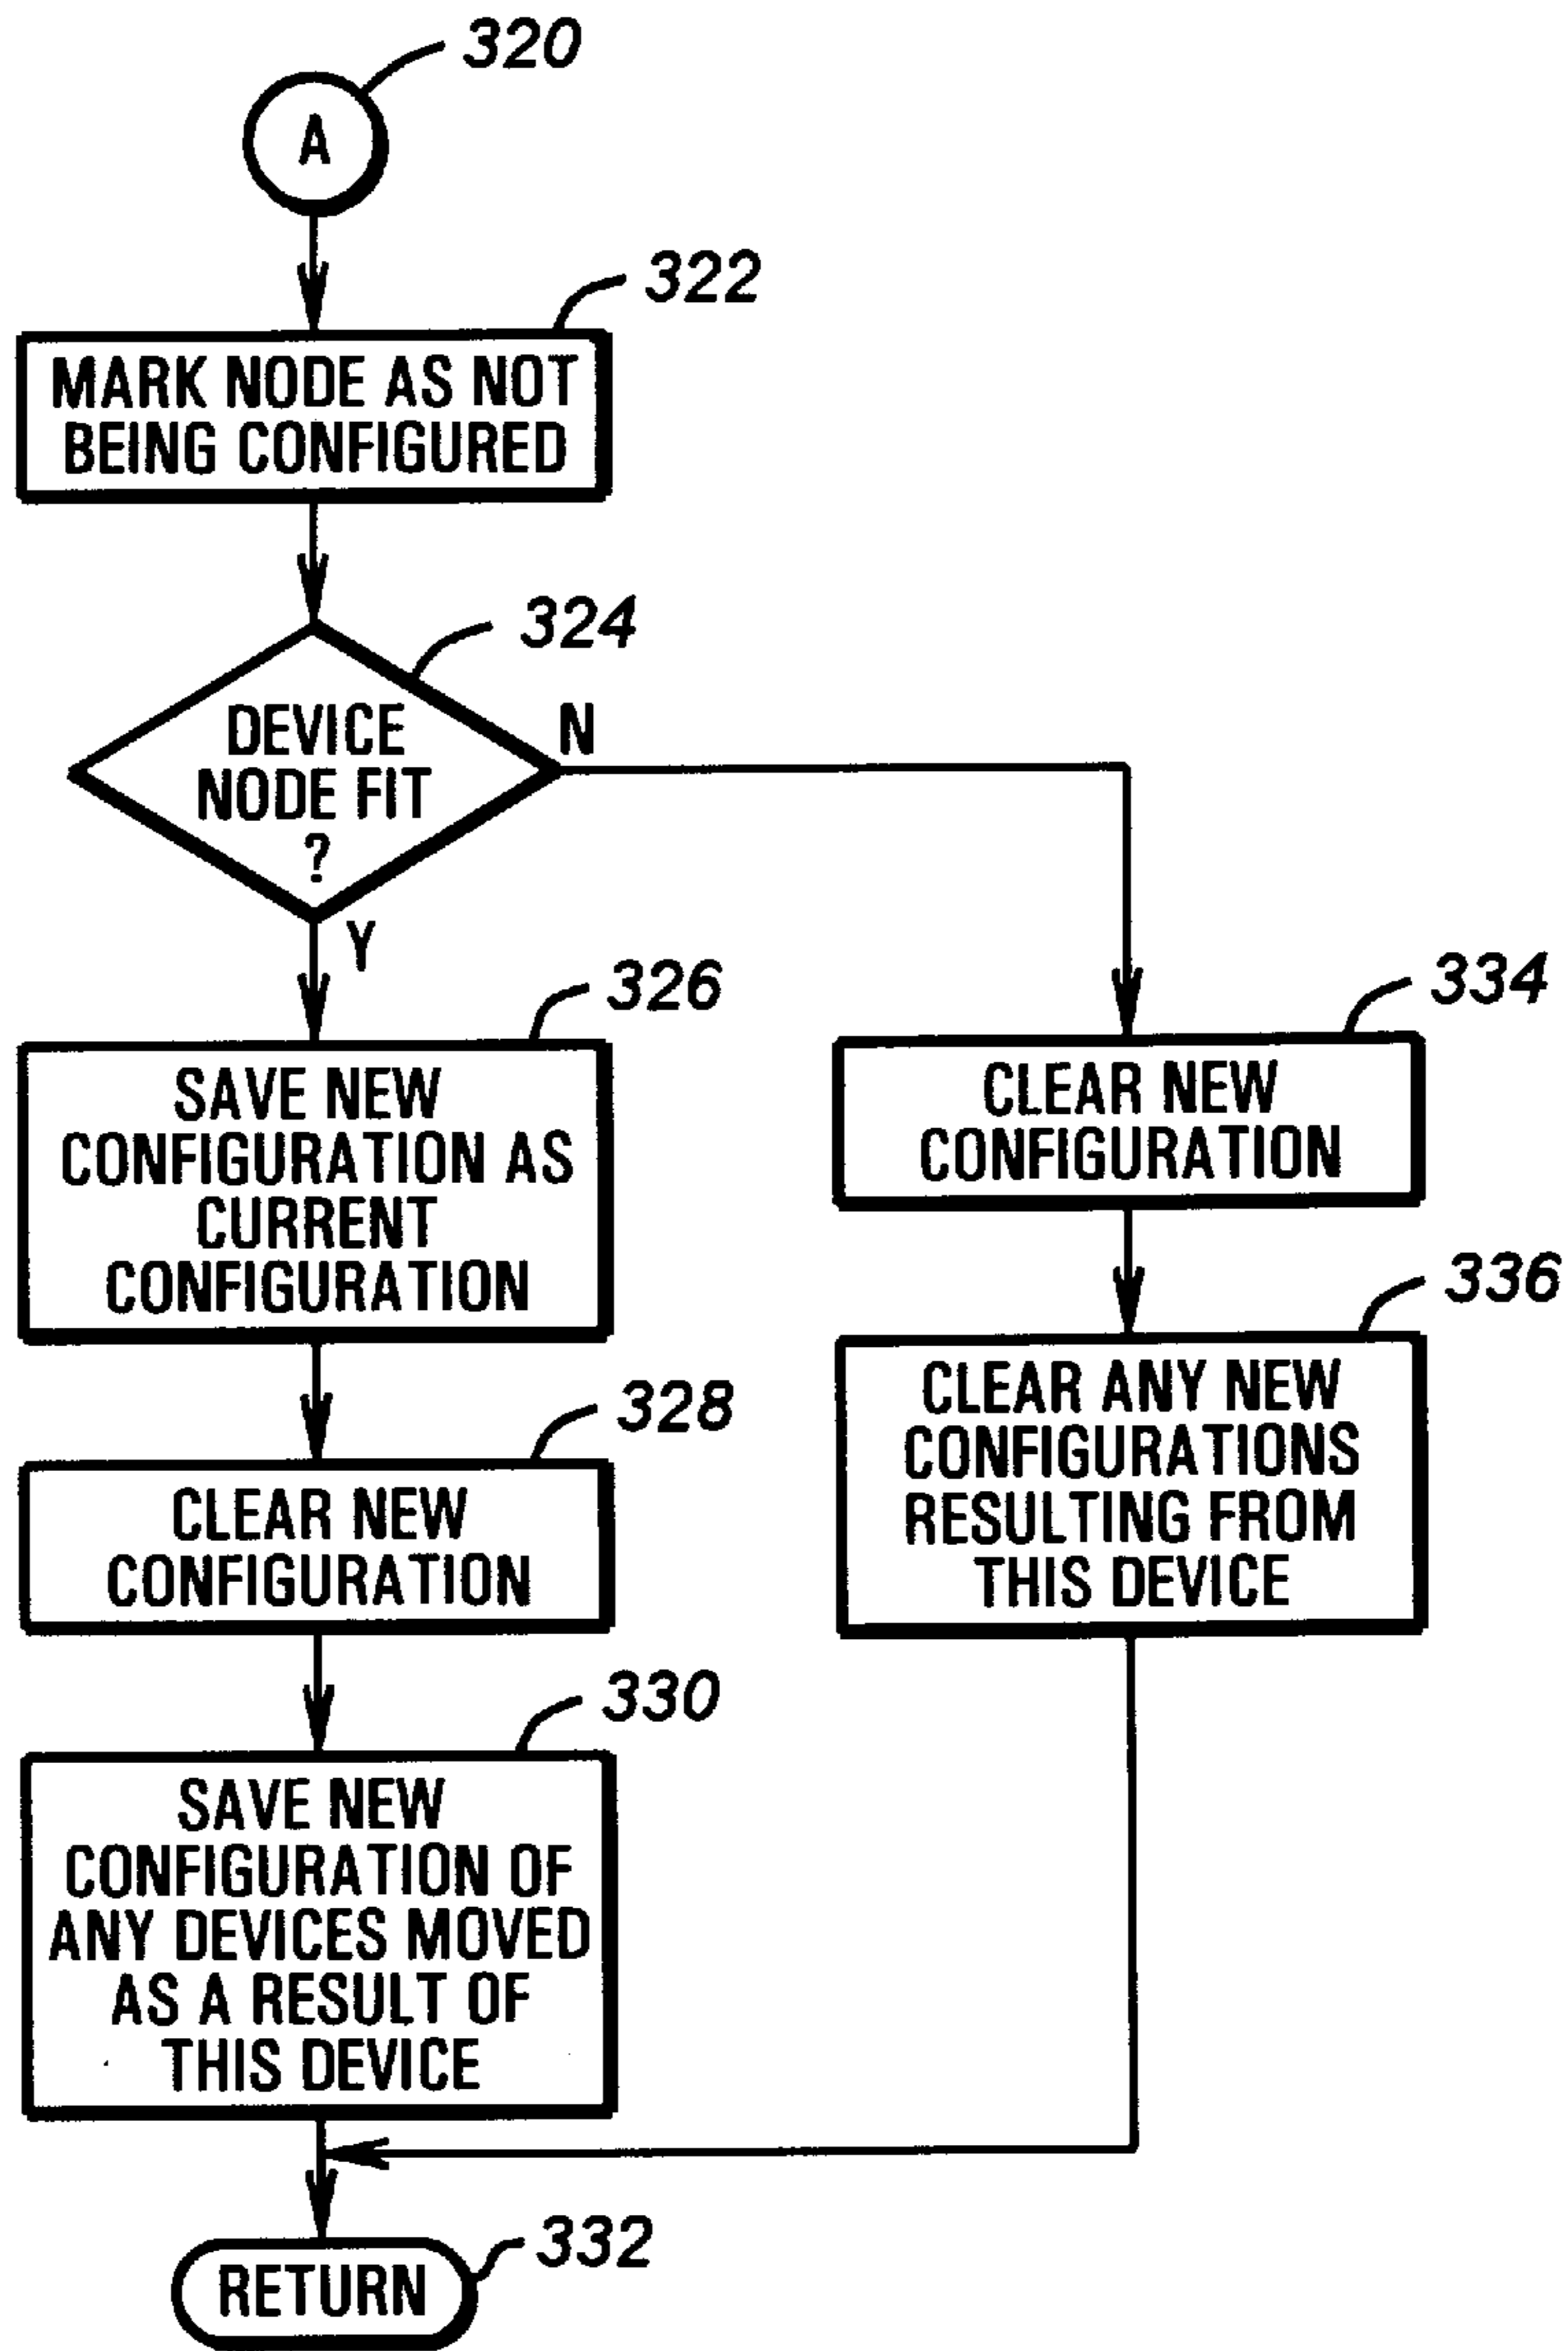 320
A
322
MARK NODE AS NOT
BEING CONFIGURED
324
DEVICE
NODE FIT
?
N
Y
326
SAVE NEW
CONFIGURATION AS
CURRENT
CONFIGURATION
334
CLEAR NEW
CONFIGURATION
336
CLEAR ANY NEW
CONFIGURATIONS
RESULTING FROM
THIS DEVICE
328
CLEAR NEW
CONFIGURATION
330
SAVE NEW
CONFIGURATION OF
ANY DEVICES MOVED
AS A RESULT OF
THIS DEVICE
332
RETURN